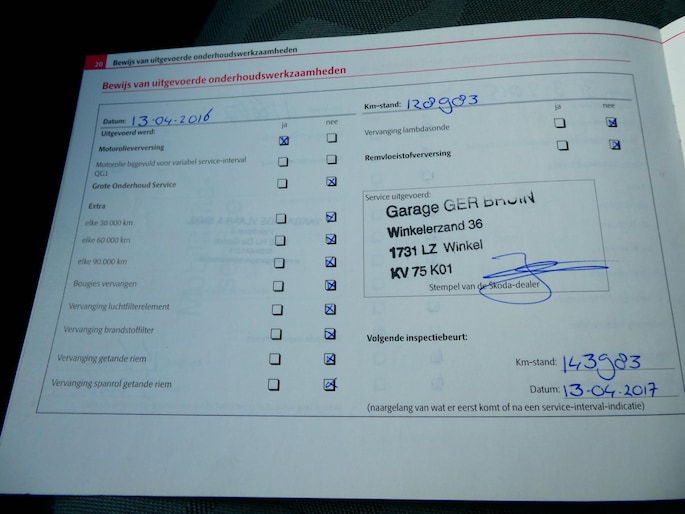 20 Bewijs van uitgevoerde onderhoudswerkzaamheden
Bewijs van uitgevoerde onderhoudswerkzaamheden
Datum: 13-04-2016
Km-stand: 128983
Uitgevoerd werd:
ja nee
ja nee
Motorolieverversing
Motorolie bijgevuld voor variabel service-interval
QG1
Grote Onderhoud Service
Extra
elke 30.000 km
elke 60 000 km
elke 90.000 km
Bougies vervangen
Vervanging luchtfilterelement
Vervanging brandstoffilter
Vervanging getande riem
Vervanging spanrol getande riem
Vervanging lambdasonde
Remvloeistofverversing
Service uitgevoerd:
Garage GER BRUIN
Winkelerzand 36
1731 LZ Winkel
KV 75 K01
Stempel van de Skoda-dealer
Volgende inspectiebeurt:
Km-stand: 143983
Datum: 13-04-2017
(naargelang van wat er eerst komt of na een service-interval-indicatie)